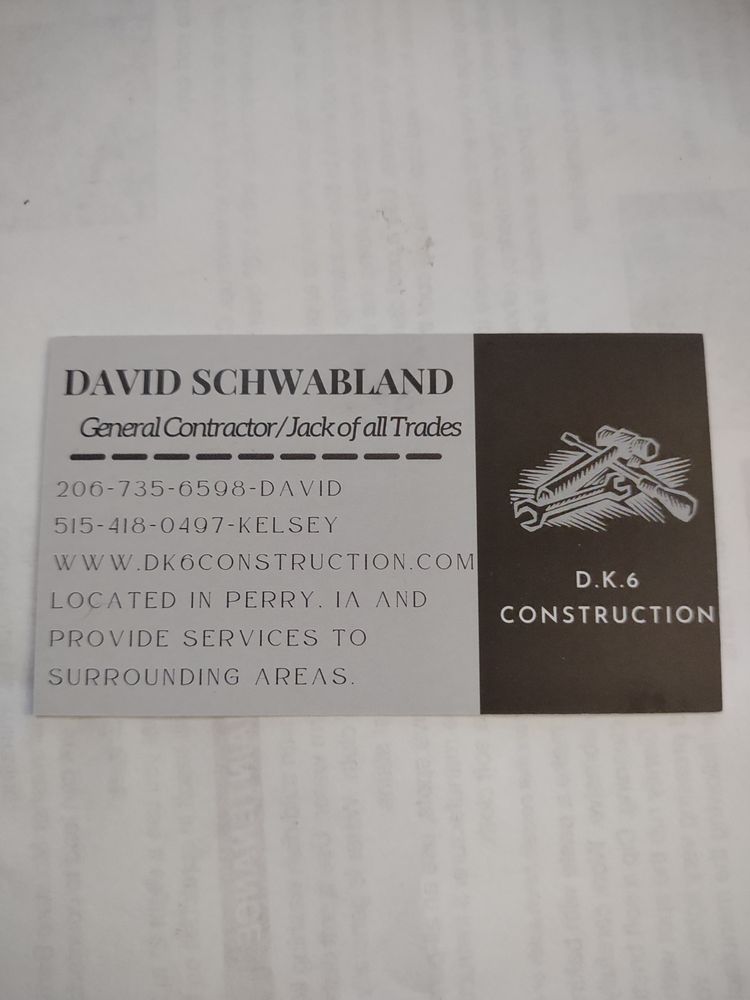 DAVID SCHWABLAND
General Contractor/Jack of all Trades
206-735-6598-DAVID
515-418-0497-KELSEY
WWW.DK6CONSTRUCTION.COM
LOCATED IN PERRY, IA AND
PROVIDE SERVICES TO
SURROUNDING AREAS.
D.K.6
CONSTRUCTION